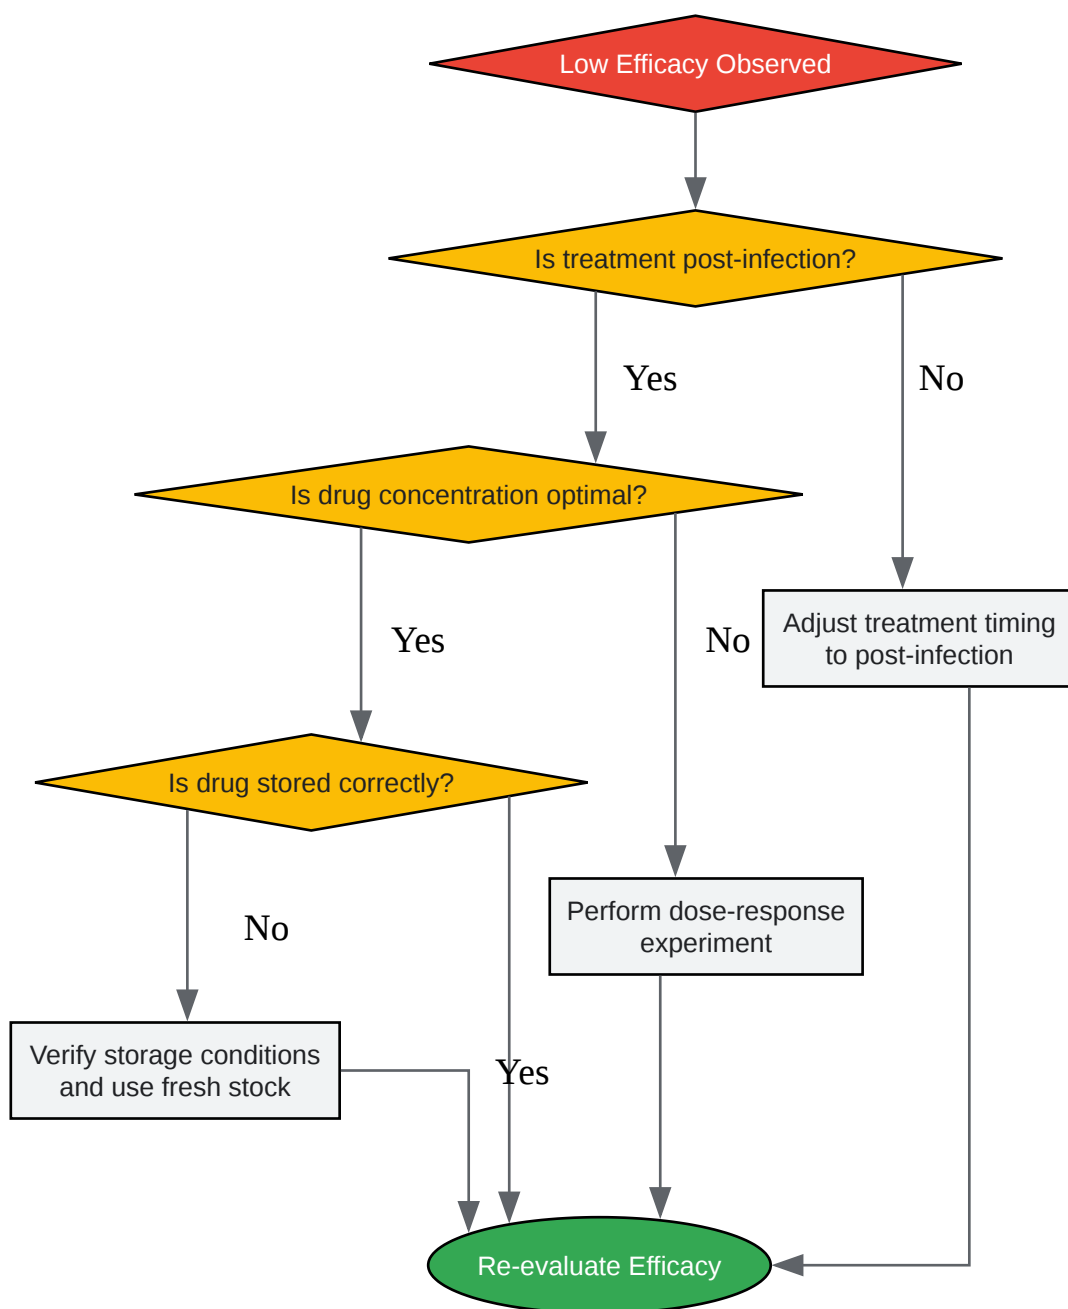 Low Efficacy Observed
Is treatment post-infection?
Yes
No
Is drug concentration optimal?
Adjust treatment timing
to post-infection
Yes
No
Is drug stored correctly?
Perform dose-response
experiment
No
Verify storage conditions
and use fresh stock
Yes
Re-evaluate Efficacy